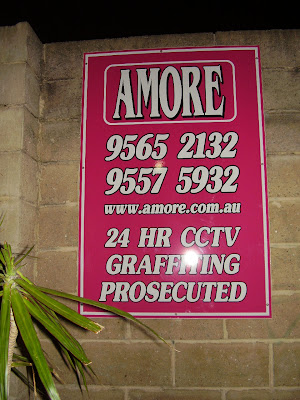 AMORE
9565 2132
9557 5932
www.amore.com.au
24 HR CCTV
GRAFFITING
PROSECUTED